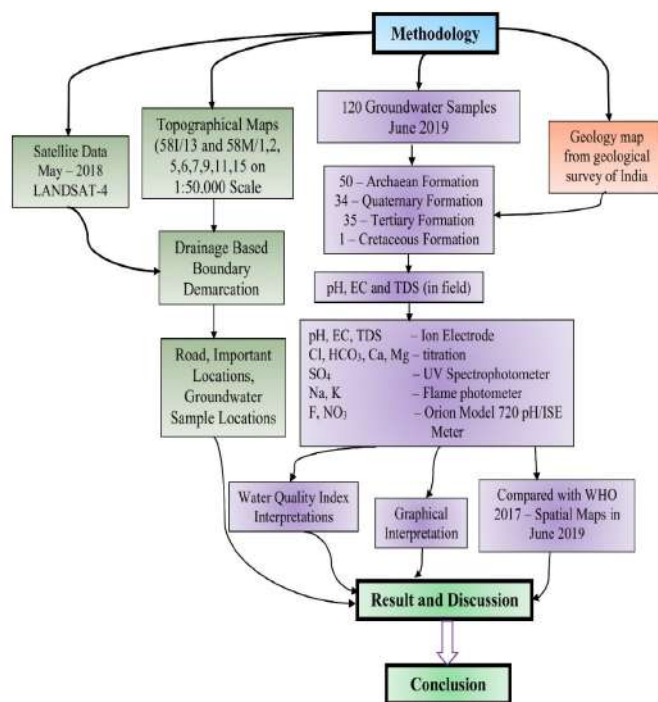 Methodology
Satellite Data
May – 2018
LANDSAT-4
Topographical Maps
(58I/13 and 58M/1,2,
5,6,7,9,11,15 on
1:50.000 Scale
120 Groundwater Samples
June 2019
Geology map
from geological
survey of India
50 – Archaean Formation
34 – Quaternary Formation
35 – Tertiary Formation
1 – Cretaceous Formation
Drainage Based
Boundary
Demarcation
pH, EC and TDS (in field)
Road, Important
Locations,
Groundwater
Sample Locations
pH, EC, TDS – Ion Electrode
Cl, HCO₃, Ca, Mg – titration
SO₄ – UV Spectrophotometer
Na, K – Flame photometer
F, NO₃ – Orion Model 720 pH/ISE
Meter
Water Quality Index
Interpretations
Graphical
Interpretation
Compared with WHO
2017 – Spatial Maps in
June 2019
Result and Discussion
Conclusion